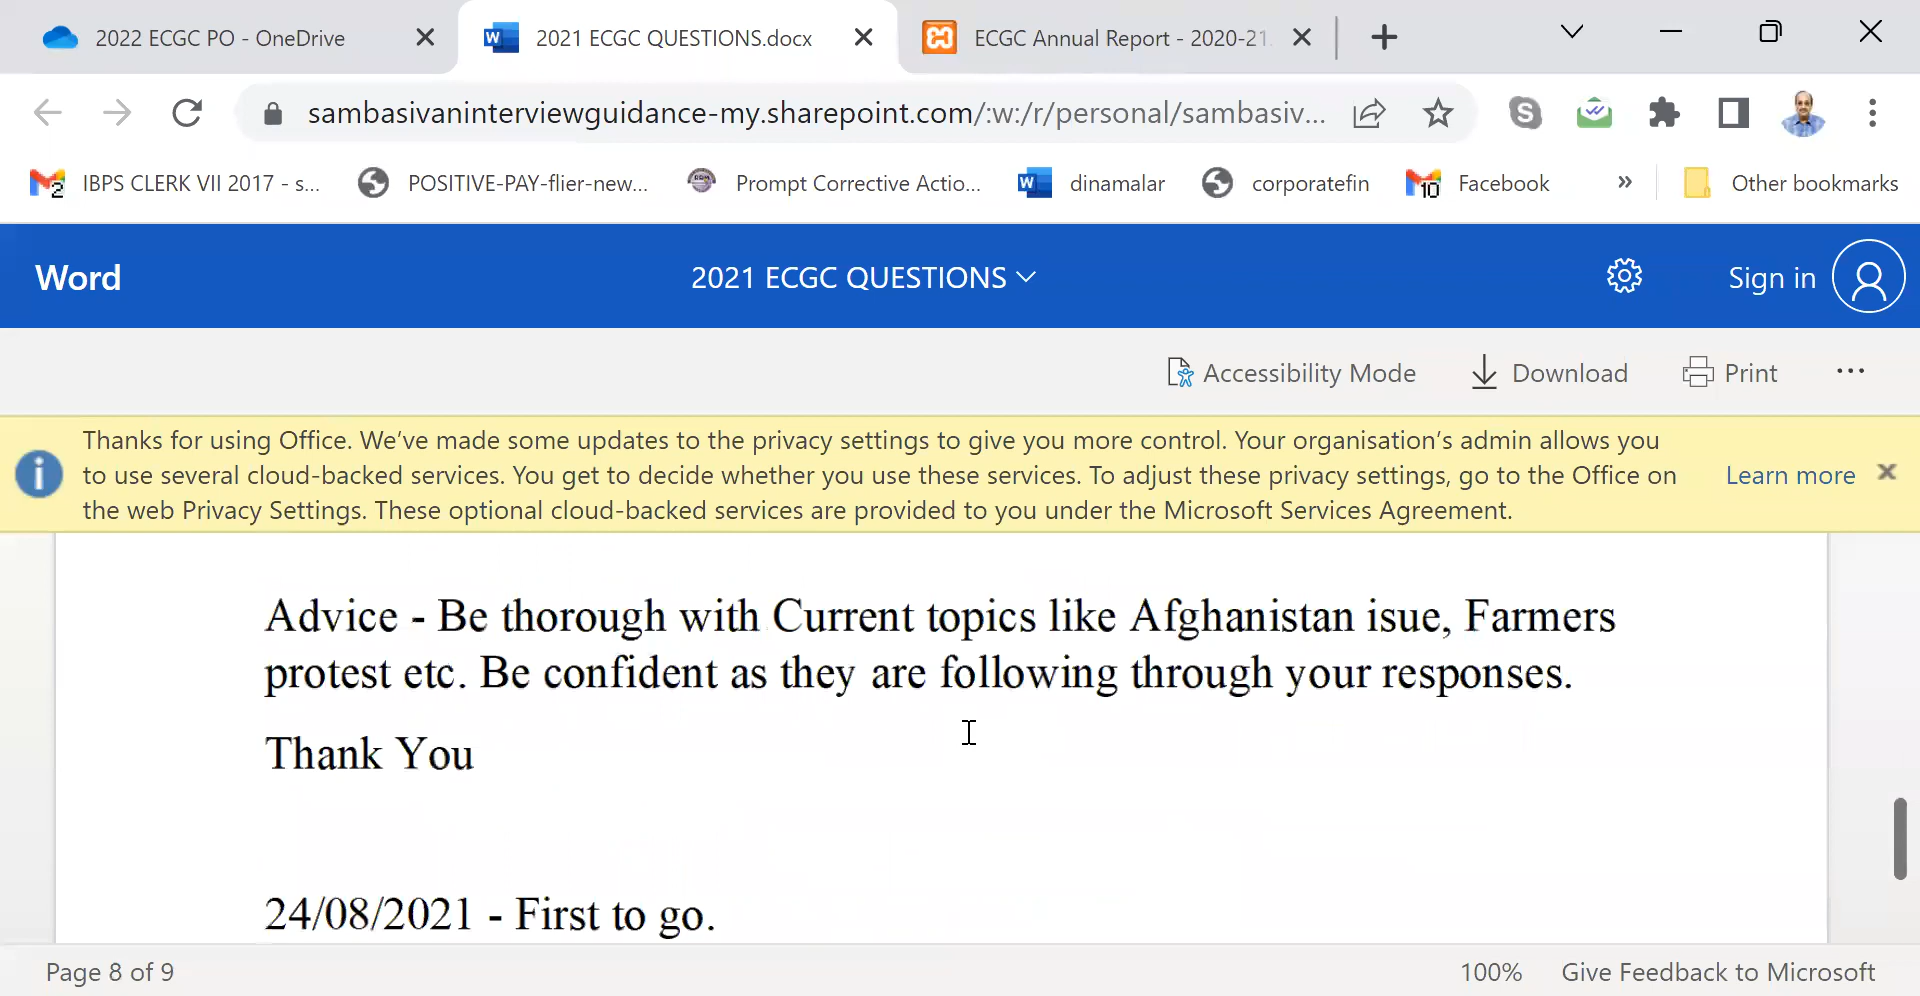 2022 ECGC PO - OneDrive
2021 ECGC QUESTIONS.docx
ECGC Annual Report - 2020-21
sambasivaninterviewguidance-my.sharepoint.com/:w:/r/personal/sambasiv...
IBPS CLERK VII 2017 - s...
POSITIVE-PAY-flier-new...
Prompt Corrective Actio...
dinamalar
corporatefin
Facebook
»
Other bookmarks
Word
2021 ECGC QUESTIONS
Sign in
Accessibility Mode
Download
Print
...
Thanks for using Office. We've made some updates to the privacy settings to give you more control. Your organisation's admin allows you
to use several cloud-backed services. You get to decide whether you use these services. To adjust these privacy settings, go to the Office on
the web Privacy Settings. These optional cloud-backed services are provided to you under the Microsoft Services Agreement.
Learn more
Advice - Be thorough with Current topics like Afghanistan isue, Farmers
protest etc. Be confident as they are following through your responses.
Thank You
24/08/2021 - First to go.
Page 8 of 9
100%
Give Feedback to Microsoft